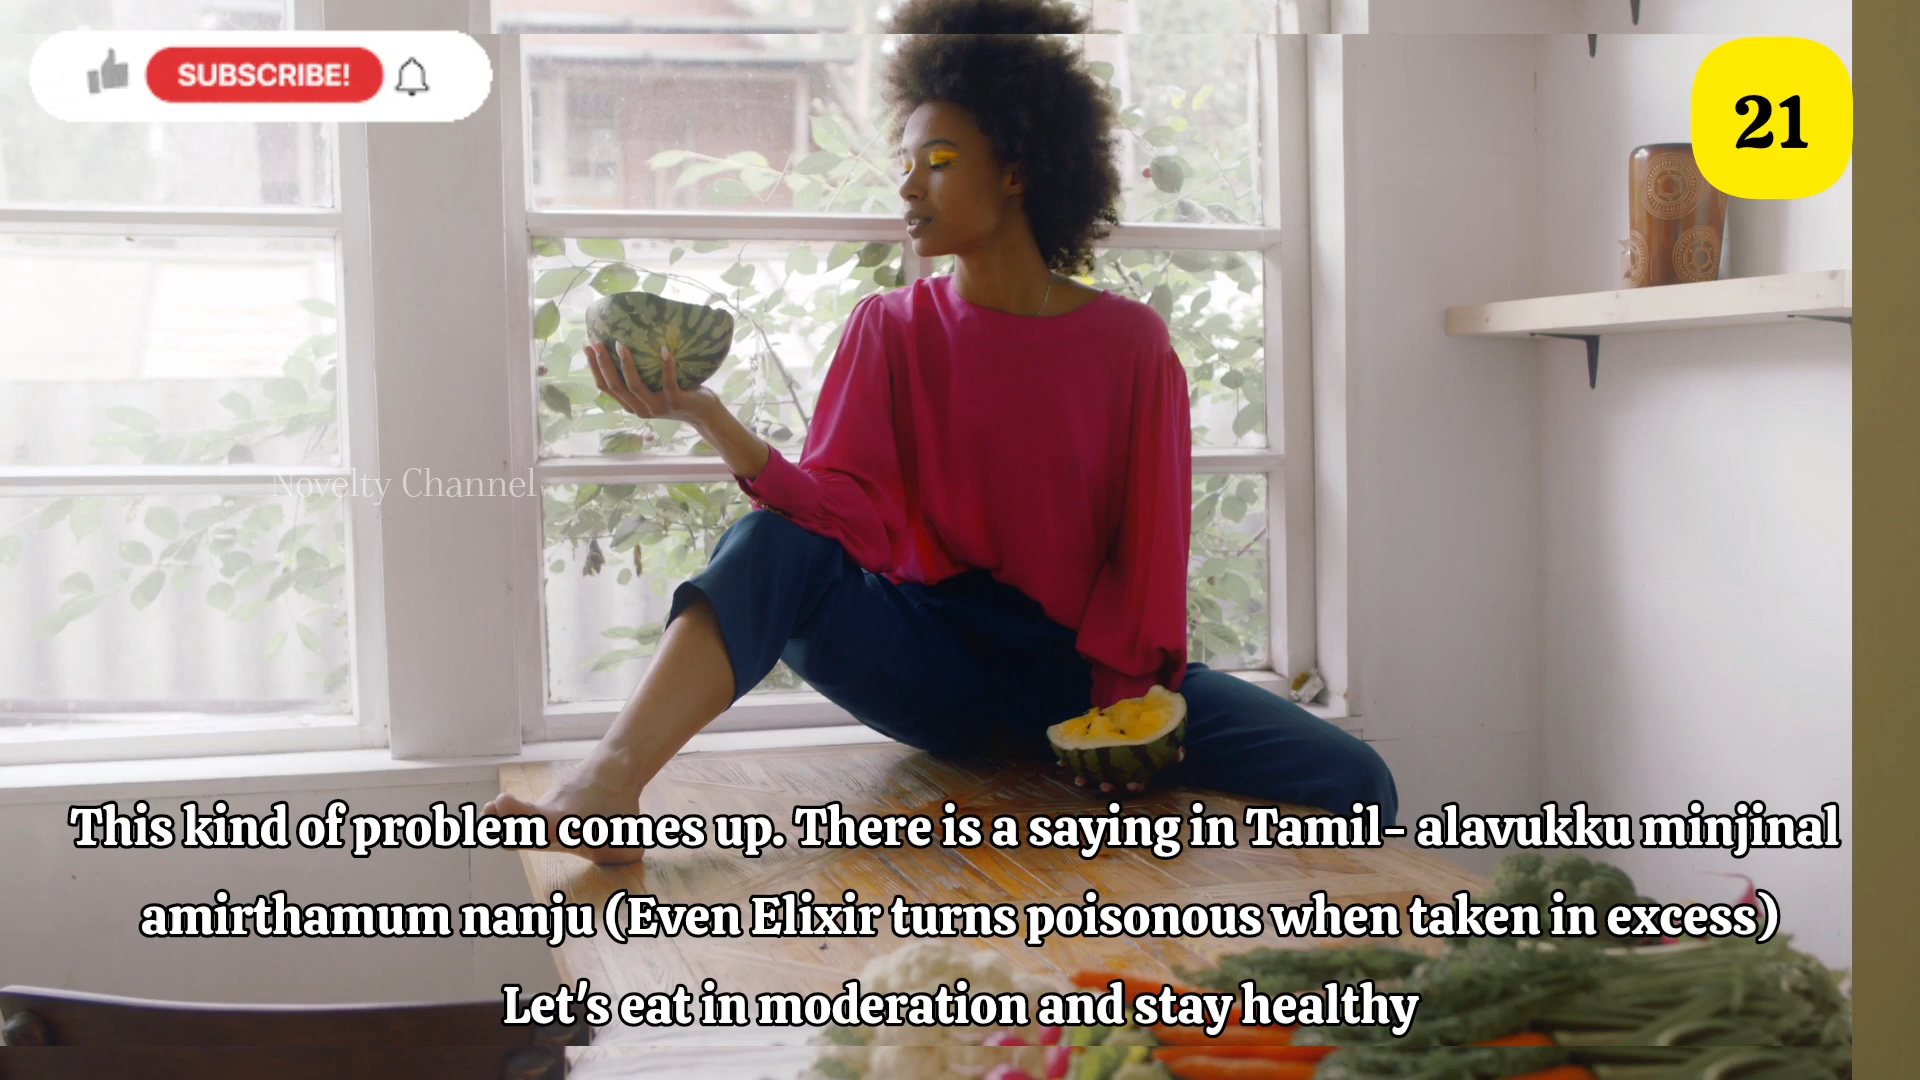 SUBSCRIBE!
21
Novelty Channel
This kind of problem comes up. There is a saying in Tamil- alavukku minjinal
amirthamum nanju (Even Elixir turns poisonous when taken in excess)
Let's eat in moderation and stay healthy